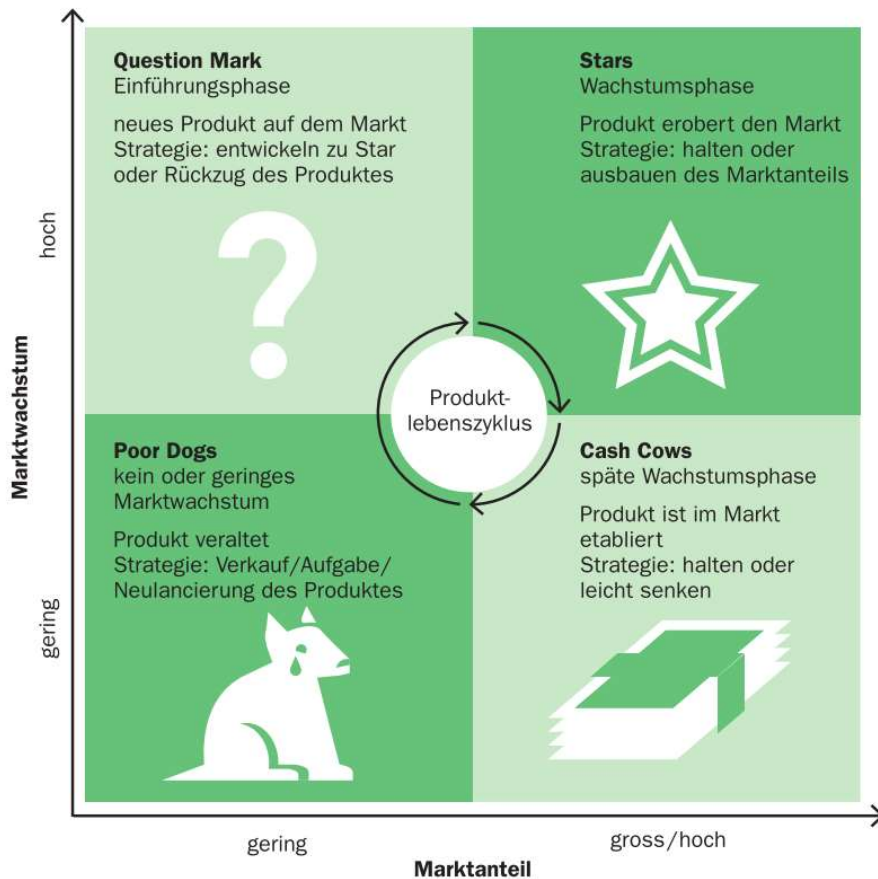 Question Mark
Einführungsphase
neues Produkt auf dem Markt
Strategie: entwickeln zu Star
oder Rückzug des Produktes
Stars
Wachstumsphase
Produkt erobert den Markt
Strategie: halten oder
ausbauen des Marktanteils
Produkt-
lebenszyklus
Poor Dogs
kein oder geringes
Marktwachstum
Produkt veraltet
Strategie: Verkauf/Aufgabe/
Neulancierung des Produktes
Cash Cows
späte Wachstumsphase
Produkt ist im Markt
etabliert
Strategie: halten oder
leicht senken
hoch
Marktwachstum
gering
gering
gross/hoch
Marktanteil